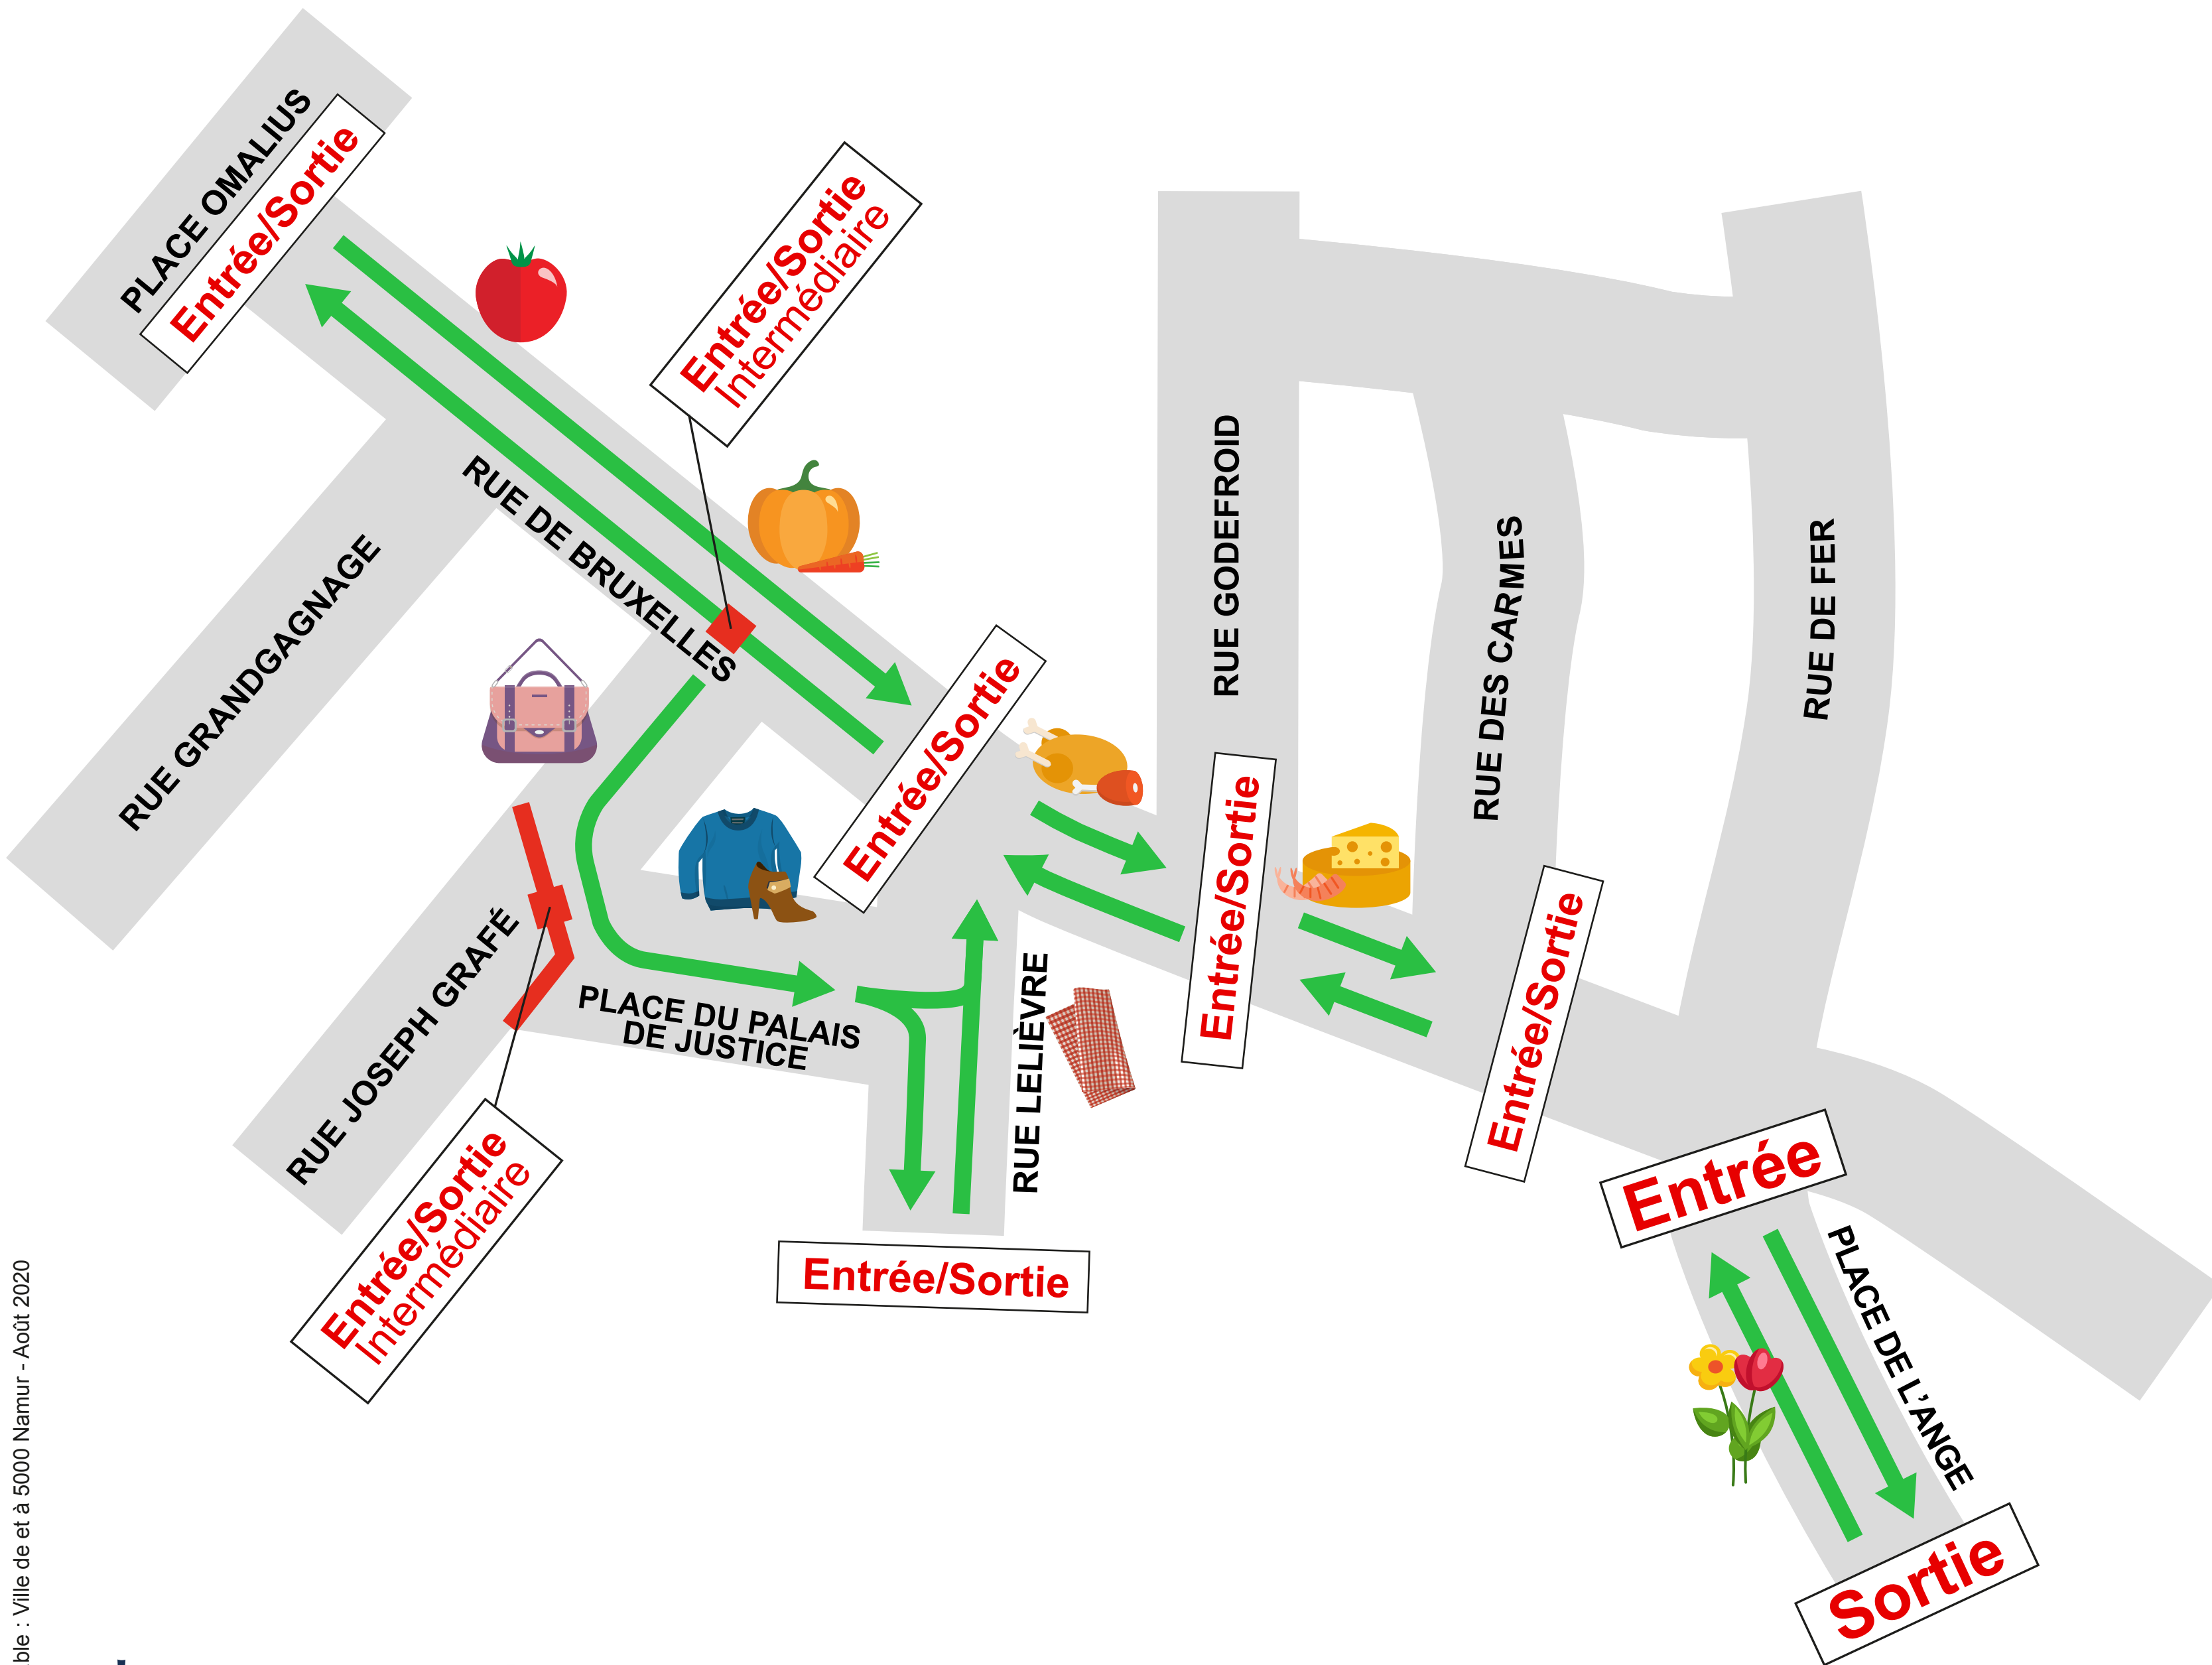 PLACE OMALIUS
Entrée/Sortie
Entrée/Sortie
Intermédiaire
RUE DE BRUXELLES
RUE GRANDGAGNAGE
RUE GODEFROID
RUE DES CARMES
RUE DE FER
Entrée/Sortie
Entrée/Sortie
Entrée/Sortie
RUE JOSEPH GRAFÉ
PLACE DU PALAIS
DE JUSTICE
RUE LELIÈVRE
Entrée/Sortie
Intermédiaire
Entrée/Sortie
Entrée
PLACE DE L’ANGE
Sortie
ble : Ville de et à 5000 Namur - Août 2020